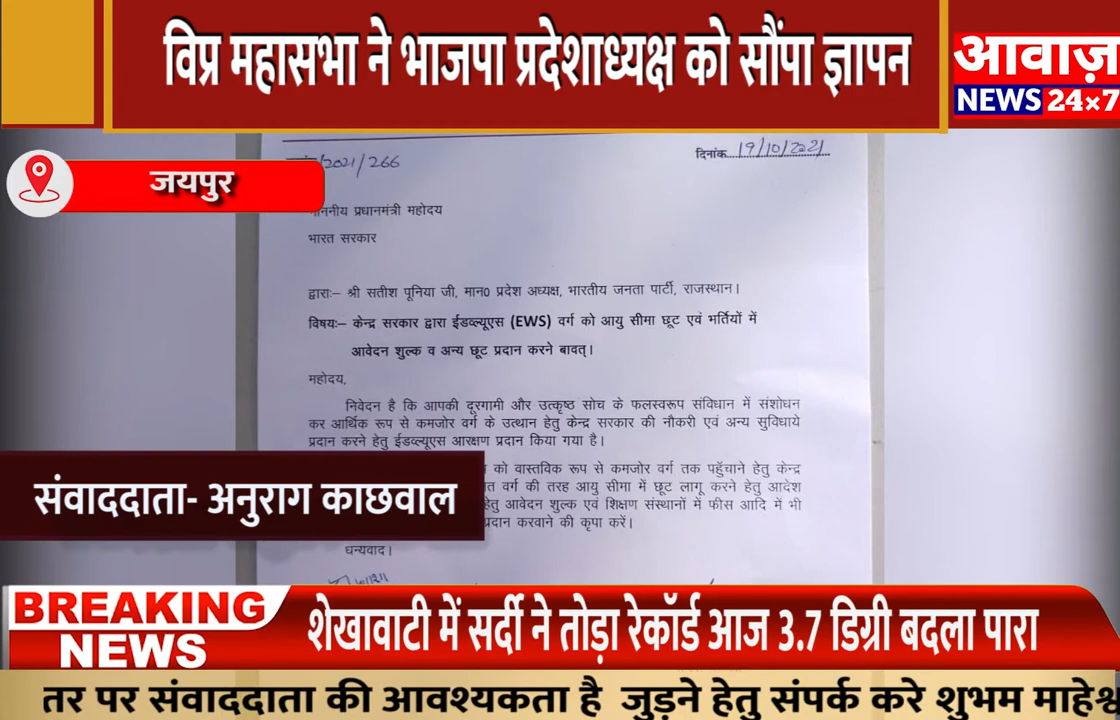 विप्र महासभा ने भाजपा प्रदेशाध्यक्ष को सौंपा ज्ञापन
आवाज़
NEWS 24×7
/2021/266
दिनांक 19/10/2021
जयपुर
माननीय प्रधानमंत्री महोदय
भारत सरकार
द्वाराः– श्री सतीश पूनिया जी, मान0 प्रदेश अध्यक्ष, भारतीय जनता पार्टी, राजस्थान।
विषयः– केन्द्र सरकार द्वारा ईडब्ल्यूएस (EWS) वर्ग को आयु सीमा छूट एवं भर्तियों में
आवेदन शुल्क व अन्य छूट प्रदान करने बावत्।
महोदय,
निवेदन है कि आपकी दूरगामी और उत्कृष्ठ सोच के फलस्वरूप संविधान में संशोधन
कर आर्थिक रूप से कमजोर वर्ग के उत्थान हेतु केन्द्र सरकार की नौकरी एवं अन्य सुविधाये
प्रदान करने हेतु ईडब्ल्यूएस आरक्षण प्रदान किया गया है।
को वास्तविक रूप से कमजोर वर्ग तक पहुँचाने हेतु केन्द्र
वर्ग की तरह आयु सीमा में छूट लागू करने हेतु आदेश
हेतु आवेदन शुल्क एवं शिक्षण संस्थानों में फीस आदि में भी
प्रदान करवाने की कृपा करें।
धन्यवाद।
संवाददाता- अनुराग काछवाल
BREAKING
NEWS
शेखावाटी में सर्दी ने तोड़ा रेकॉर्ड आज 3.7 डिग्री बदला पारा
तर पर संवाददाता की आवश्यकता है जुड़ने हेतु संपर्क करे शुभम